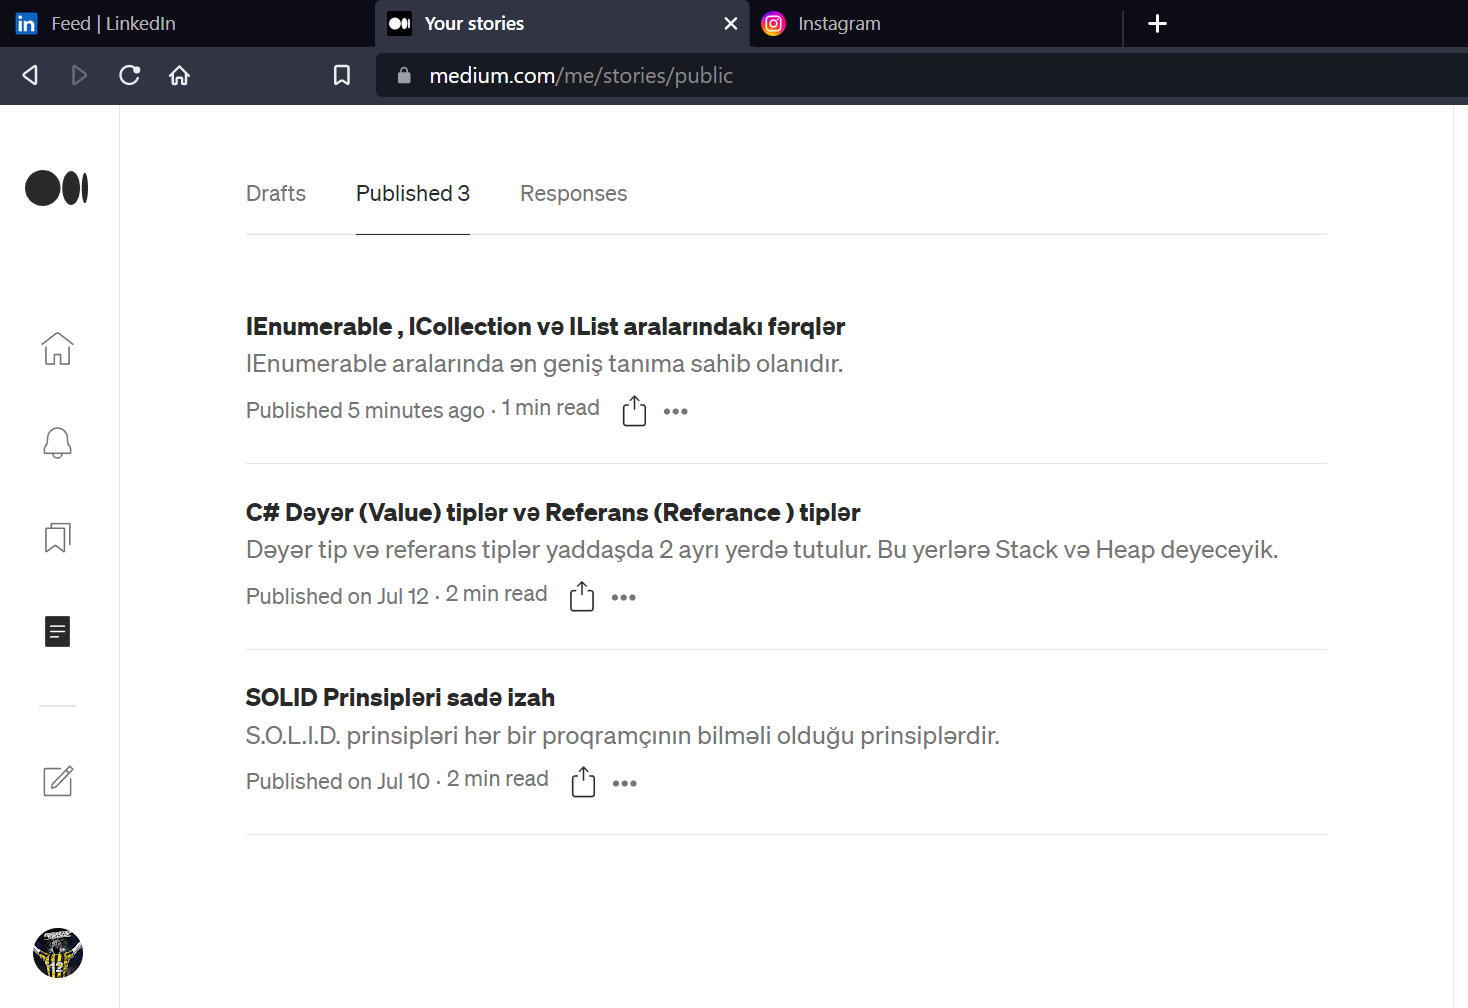 Feed | LinkedIn
Your stories
Instagram
medium.com/me/stories/public
Drafts
Published 3
Responses
IEnumerable , ICollection və IList aralarındakı fərqlər
IEnumerable aralarında ən geniş tanıma sahib olanıdır.
Published 5 minutes ago · 1 min read
C# Dəyər (Value) tiplər və Referans (Referance ) tiplər
Dəyər tip və referans tiplər yaddaşda 2 ayrı yerdə tutulur. Bu yerlərə Stack və Heap deyeceyik.
Published on Jul 12 · 2 min read
SOLID Prinsipləri sadə izah
S.O.L.I.D. prinsipləri hər bir proqramçının bilməli olduğu prinsiplərdir.
Published on Jul 10 · 2 min read
12